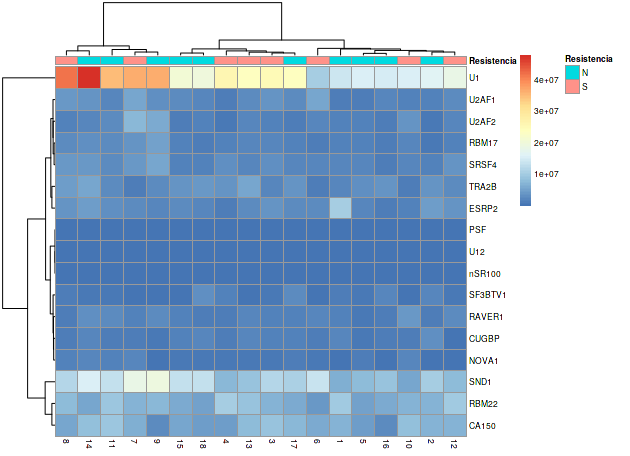 Resistencia
Resistencia
N
S
4e+07
3e+07
2e+07
1e+07
U1
U2AF1
U2AF2
RBM17
SRSF4
TRA2B
ESRP2
PSF
U12
nSR100
SF3BTV1
RAVER1
CUGBP
NOVA1
SND1
RBM22
CA150
8 14 11 7 9 15 18 4 13 3 17 6 1 5 16 10 2 12